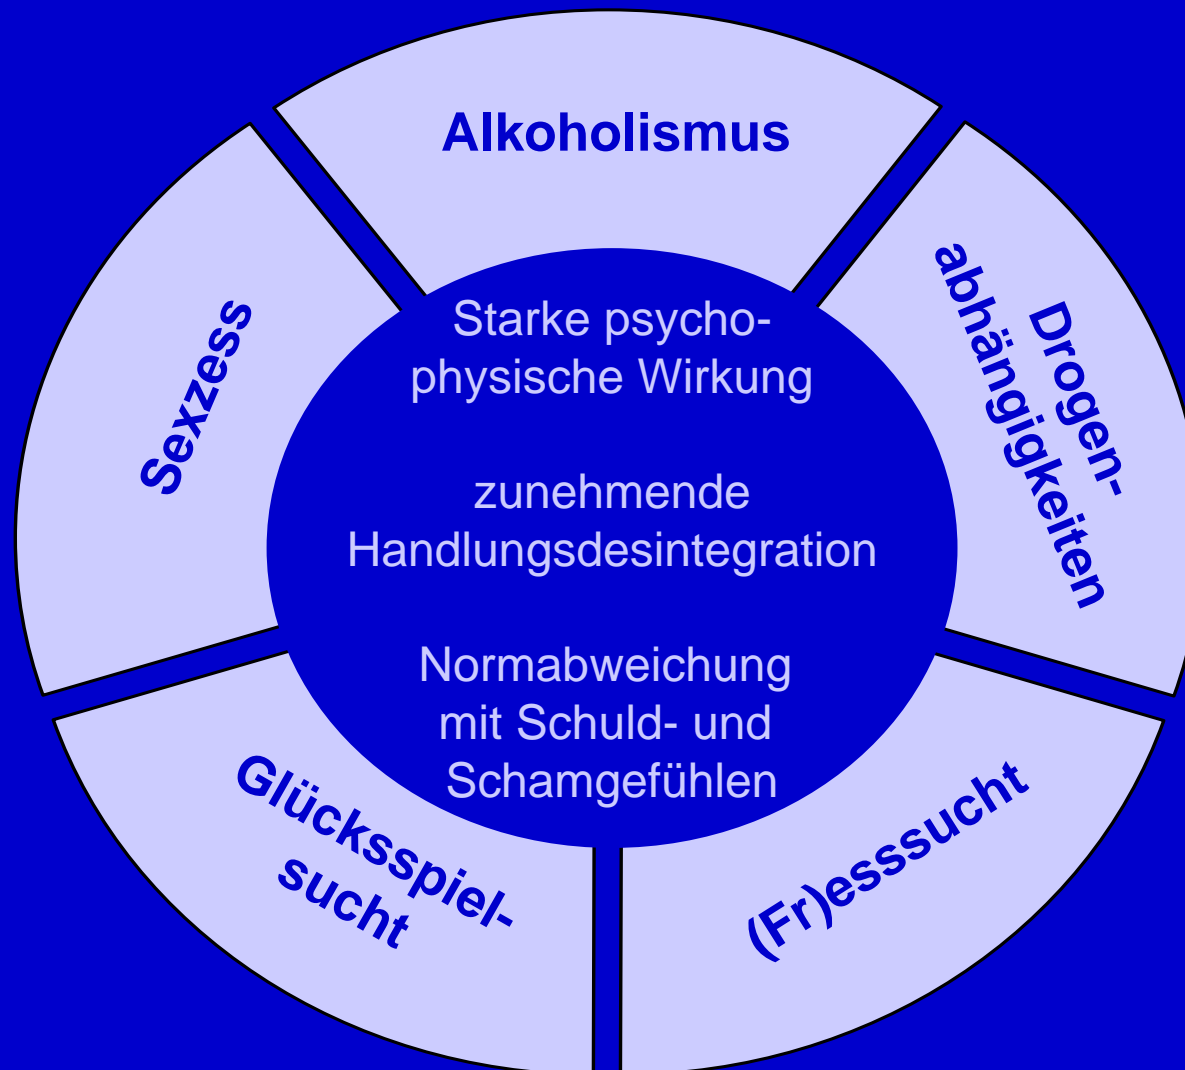 Alkoholismus
Drogen-
abhängigkeiten
(Fr)esssucht
Glücksspiel-
sucht
Sexzess
Starke psycho-
physische Wirkung
zunehmende
Handlungsdesintegration
Normabweichung
mit Schuld- und
Schamgefühlen